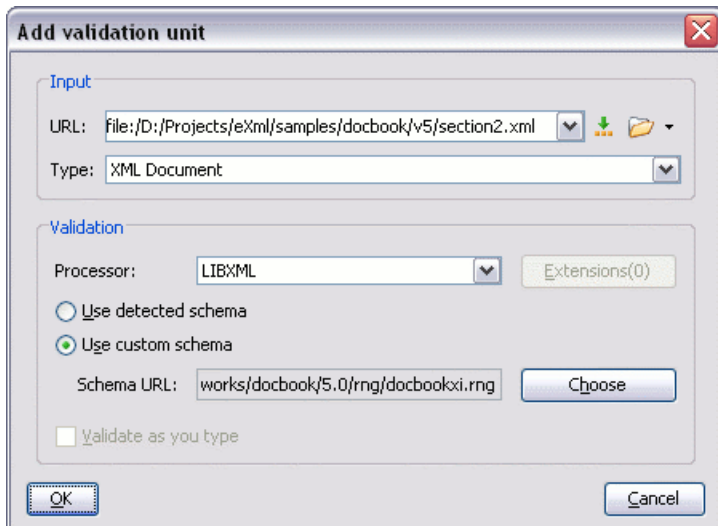 Add validation unit
Input
URL: file:/D:/Projects/eXml/samples/docbook/v5/section2.xml
Type: XML Document
Validation
Processor: LIBXML Extensions(0)
Use detected schema
Use custom schema
Schema URL: works/docbook/5.0/rng/docbookxi.rng Choose
Validate as you type
OK Cancel